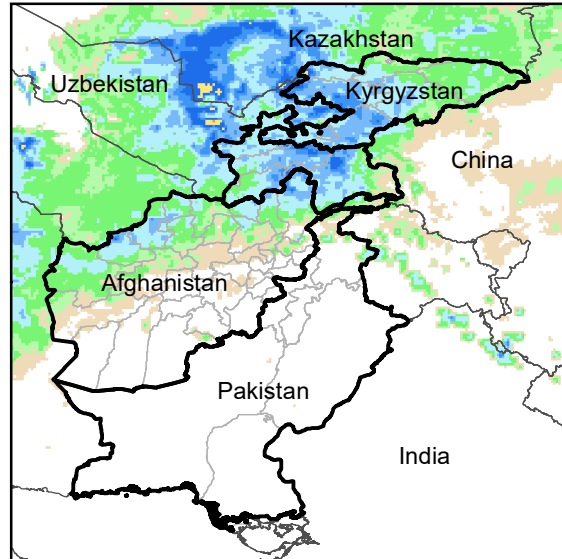 Kazakhstan
Uzbekistan
Kyrgyzstan
China
Afghanistan
Pakistan
India